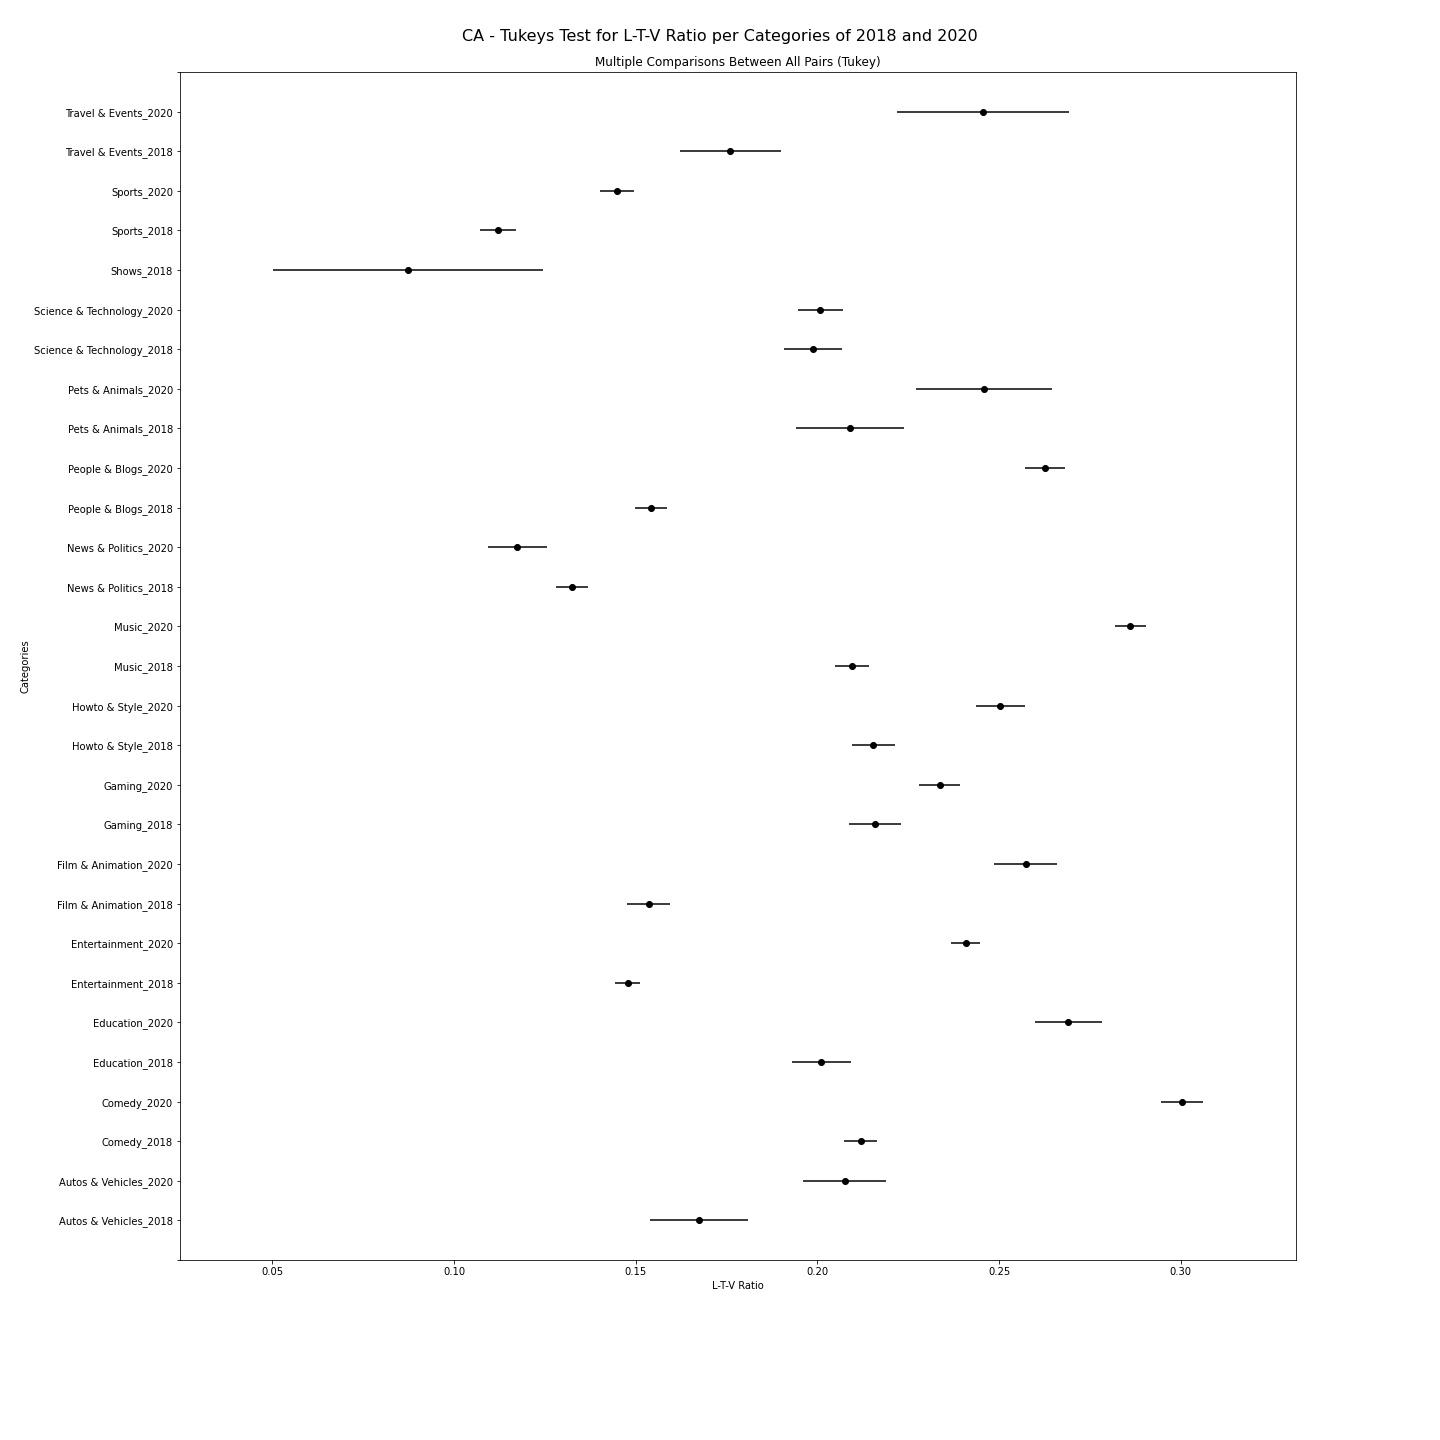 CA - Tukeys Test for L-T-V Ratio per Categories of 2018 and 2020
Multiple Comparisons Between All Pairs (Tukey)
Travel & Events_2020
Travel & Events_2018
Sports_2020
Sports_2018
Shows_2018
Science & Technology_2020
Science & Technology_2018
Pets & Animals_2020
Pets & Animals_2018
People & Blogs_2020
People & Blogs_2018
News & Politics_2020
News & Politics_2018
Music_2020
Music_2018
Howto & Style_2020
Howto & Style_2018
Gaming_2020
Gaming_2018
Film & Animation_2020
Film & Animation_2018
Entertainment_2020
Entertainment_2018
Education_2020
Education_2018
Comedy_2020
Comedy_2018
Autos & Vehicles_2020
Autos & Vehicles_2018
Categories
0.05 0.10 0.15 0.20 0.25 0.30
L-T-V Ratio